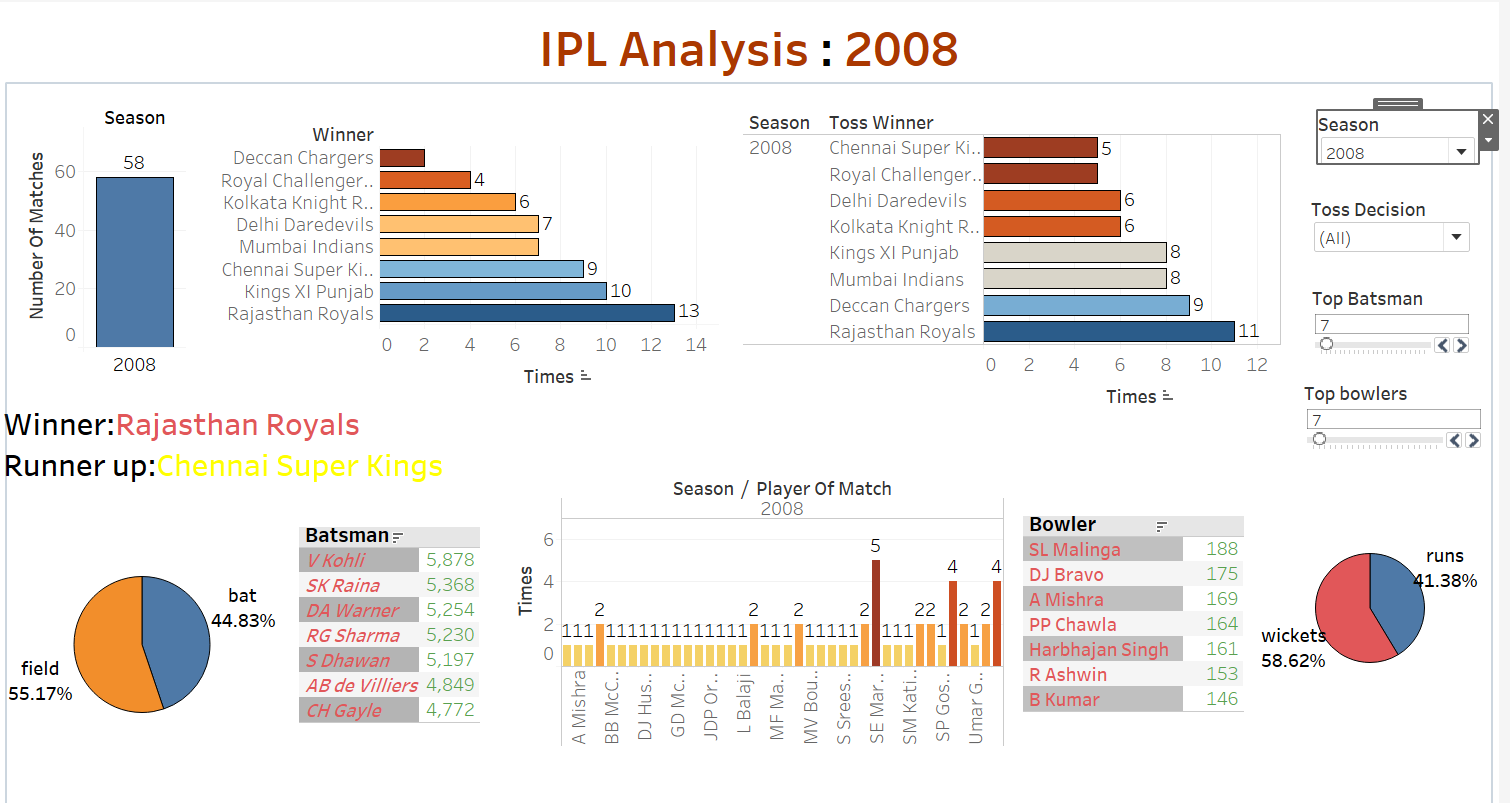 IPL Analysis : 2008
Season
58
Number Of Matches
60
40
20
0
2008
Winner
Deccan Chargers
Royal Challenger.. 4
Kolkata Knight R.. 6
Delhi Daredevils 7
Mumbai Indians
Chennai Super Ki.. 9
Kings XI Punjab 10
Rajasthan Royals 13
0 2 4 6 8 10 12 14
Times
Season Toss Winner
2008 Chennai Super Ki.. 5
Royal Challenger..
Delhi Daredevils 6
Kolkata Knight R.. 6
Kings XI Punjab 8
Mumbai Indians 8
Deccan Chargers 9
Rajasthan Royals 11
0 2 4 6 8 10 12
Times
Season
2008
Toss Decision
(All)
Top Batsman
7
Top bowlers
7
Winner:Rajasthan Royals
Runner up:Chennai Super Kings
bat
44.83%
field
55.17%
Batsman
V Kohli 5,878
SK Raina 5,368
DA Warner 5,254
RG Sharma 5,230
S Dhawan 5,197
AB de Villiers 4,849
CH Gayle 4,772
Season / Player Of Match
2008
Times
6
4
2
0
1 1 1 2 1 1 1 1 1 1 1 1 1 1 1 1 1 2 1 1 1 2 1 1 1 1 1 2 5 1 1 1 2 2 1 4 2 1 2 4
A Mishra
BB McC..
DJ Hus..
GD Mc..
JDP Or..
L Balaji
MF Ma..
MV Bou..
S Srees..
SE Mar..
SM Kati..
SP Gos..
Umar G..
Bowler
SL Malinga 188
DJ Bravo 175
A Mishra 169
PP Chawla 164
Harbhajan Singh 161
R Ashwin 153
B Kumar 146
runs
41.38%
wickets
58.62%